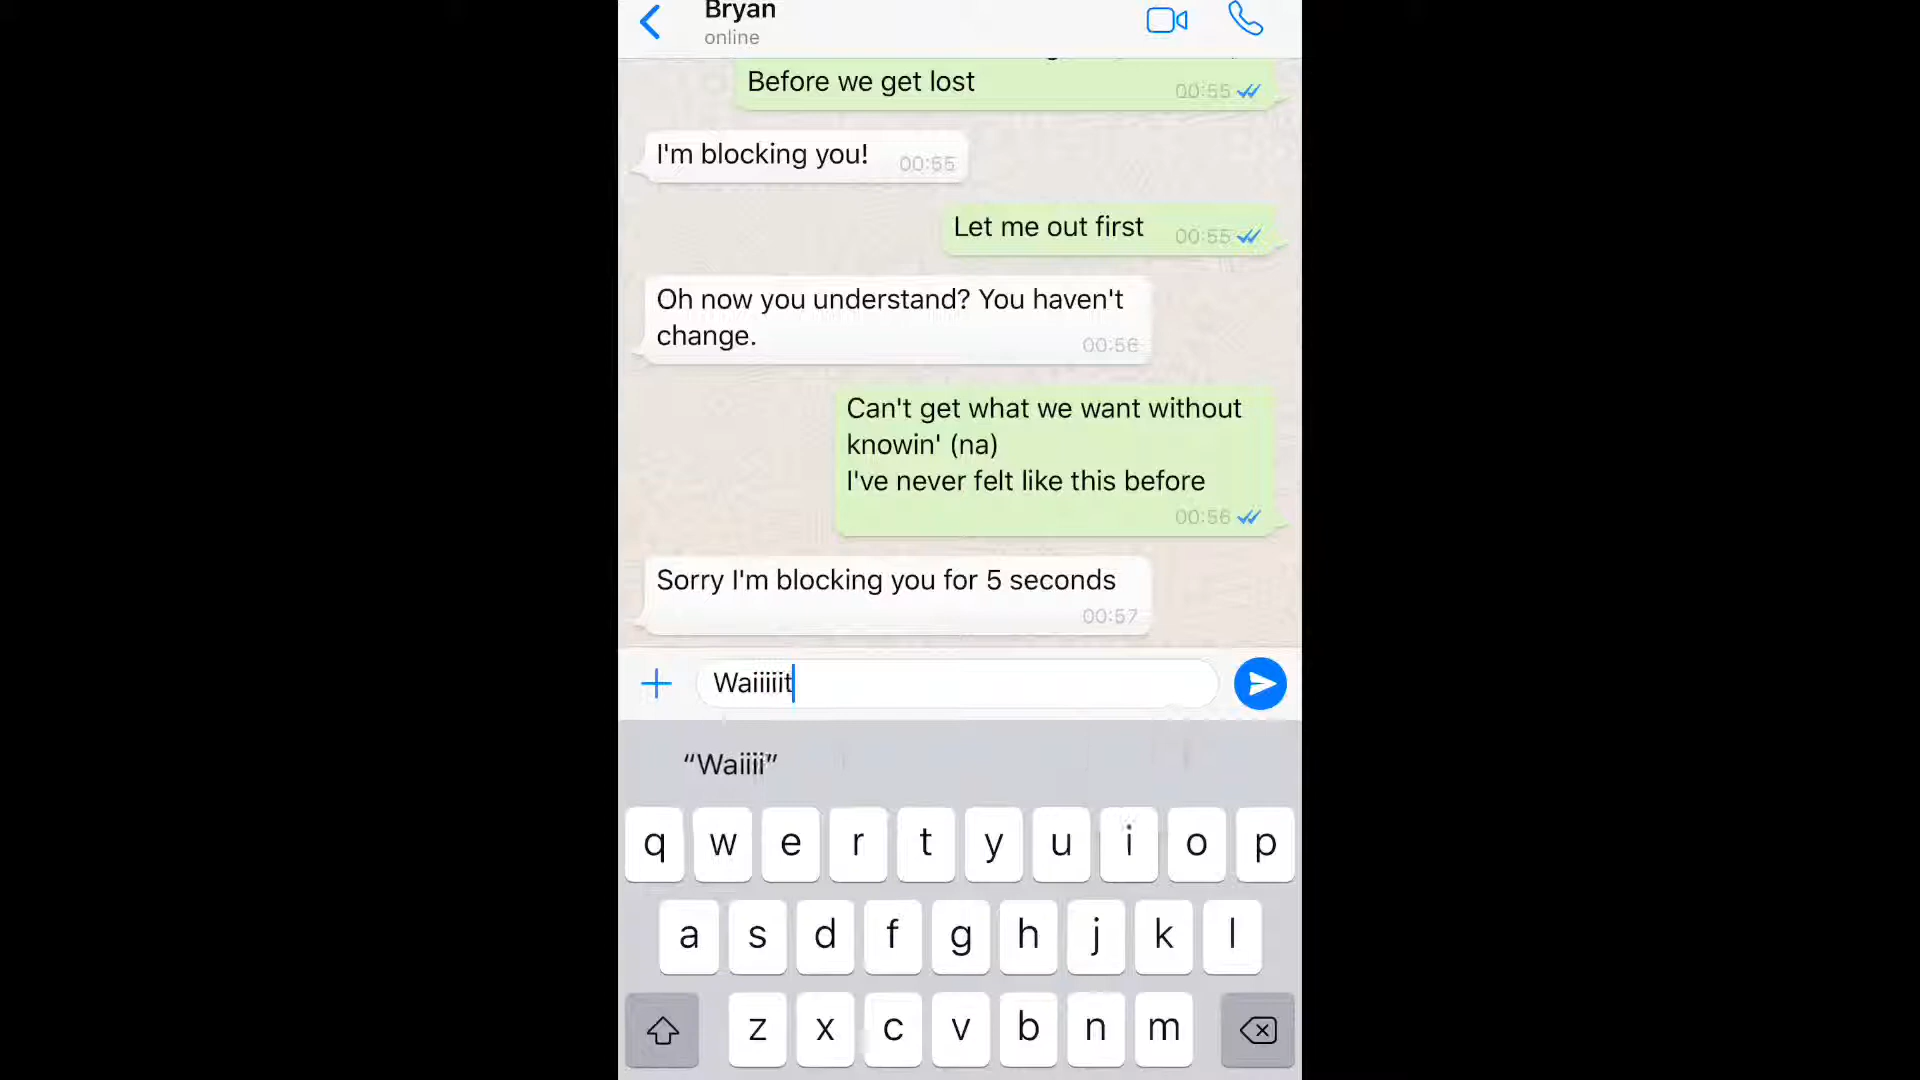 Bryan
online
Before we get lost
00:55
I'm blocking you!
00:55
Let me out first
00:55
Oh now you understand? You haven't
change.
00:56
Can't get what we want without
knowin' (na)
I've never felt like this before
00:56
Sorry I'm blocking you for 5 seconds
00:57
Waiiiiit
“Waiiii”
q w e r t y u i o p
a s d f g h j k l
z x c v b n m